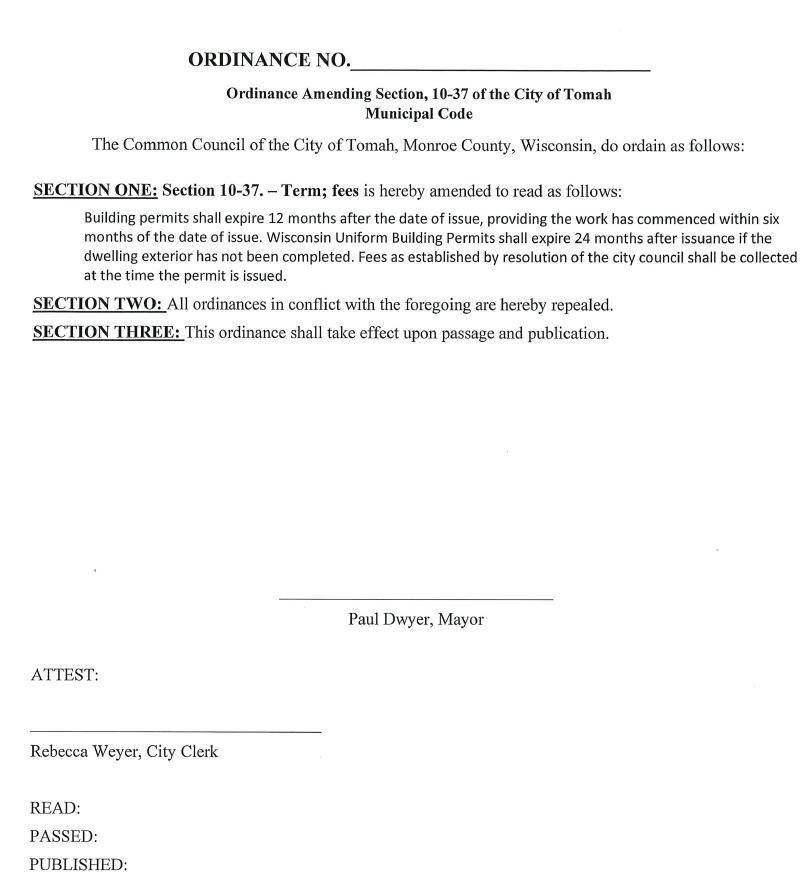 ORDINANCE NO.
Ordinance Amending Section, 10-37 of the City of Tomah
Municipal Code
The Common Council of the City of Tomah, Monroe County, Wisconsin, do ordain as follows:
SECTION ONE: Section 10-37. – Term; fees is hereby amended to read as follows:
Building permits shall expire 12 months after the date of issue, providing the work has commenced within six
months of the date of issue. Wisconsin Uniform Building Permits shall expire 24 months after issuance if the
dwelling exterior has not been completed. Fees as established by resolution of the city council shall be collected
at the time the permit is issued.
SECTION TWO: All ordinances in conflict with the foregoing are hereby repealed.
SECTION THREE: This ordinance shall take effect upon passage and publication.
Paul Dwyer, Mayor
ATTEST:
Rebecca Weyer, City Clerk
READ:
PASSED:
PUBLISHED: